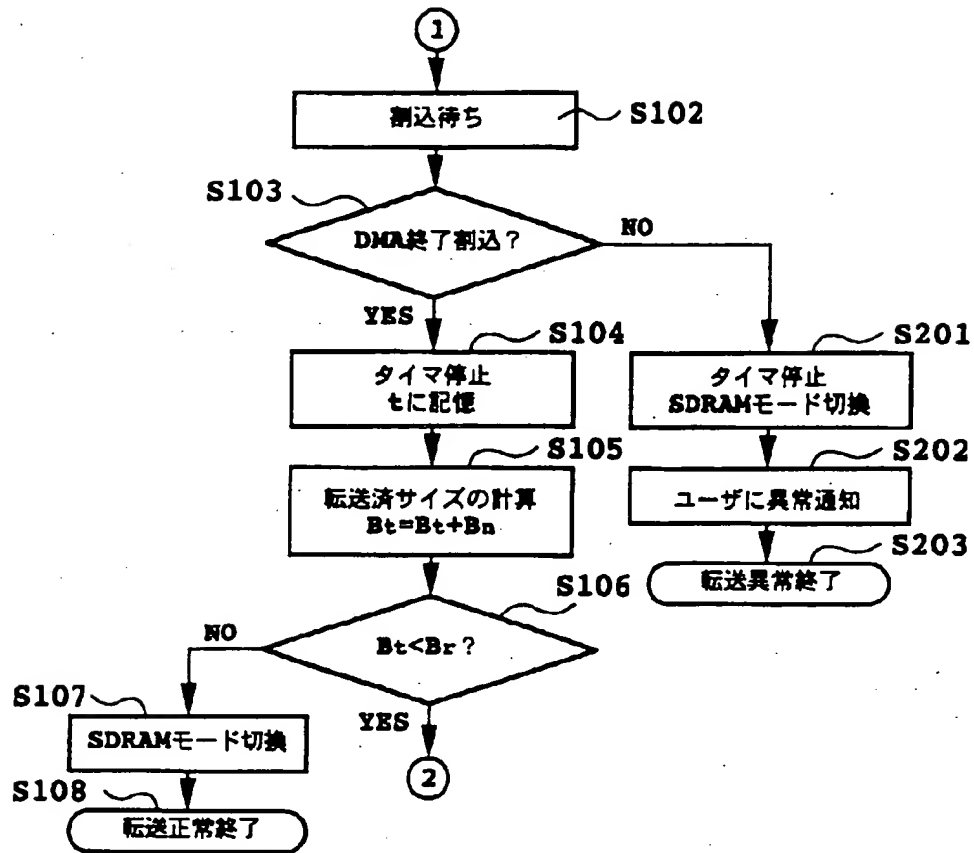 1
割込待ち
S102
S103
DMA終了割込?
NO
YES
S104
タイマ停止
tに記憶
S201
タイマ停止
SDRAMモード切換
S105
転送済サイズの計算
Bt=Bt+Bn
S202
ユーザに異常通知
S203
転送異常終了
S106
Bt<Br?
NO
YES
S107
SDRAMモード切換
2
S108
転送正常終了